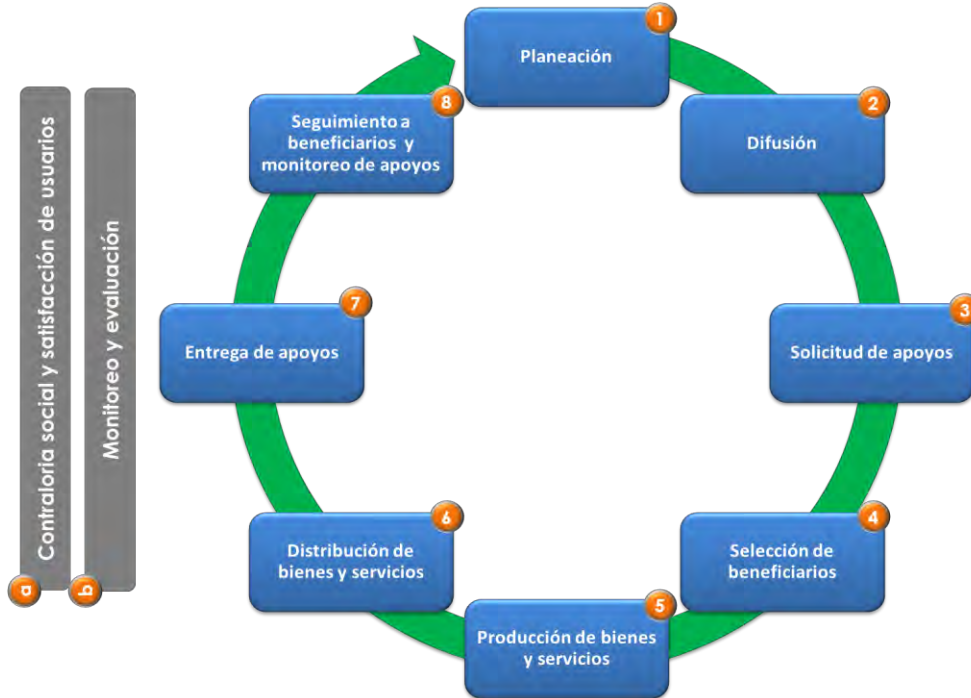 1
Planeación
2
Difusión
3
Solicitud de apoyos
4
Selección de
beneficiarios
5
Producción de bienes
y servicios
6
Distribución de
bienes y servicios
7
Entrega de apoyos
8
Seguimiento a
beneficiarios y
monitoreo de apoyos
a
Contraloria social y satisfacción de usuarios
b
Monitoreo y evaluación